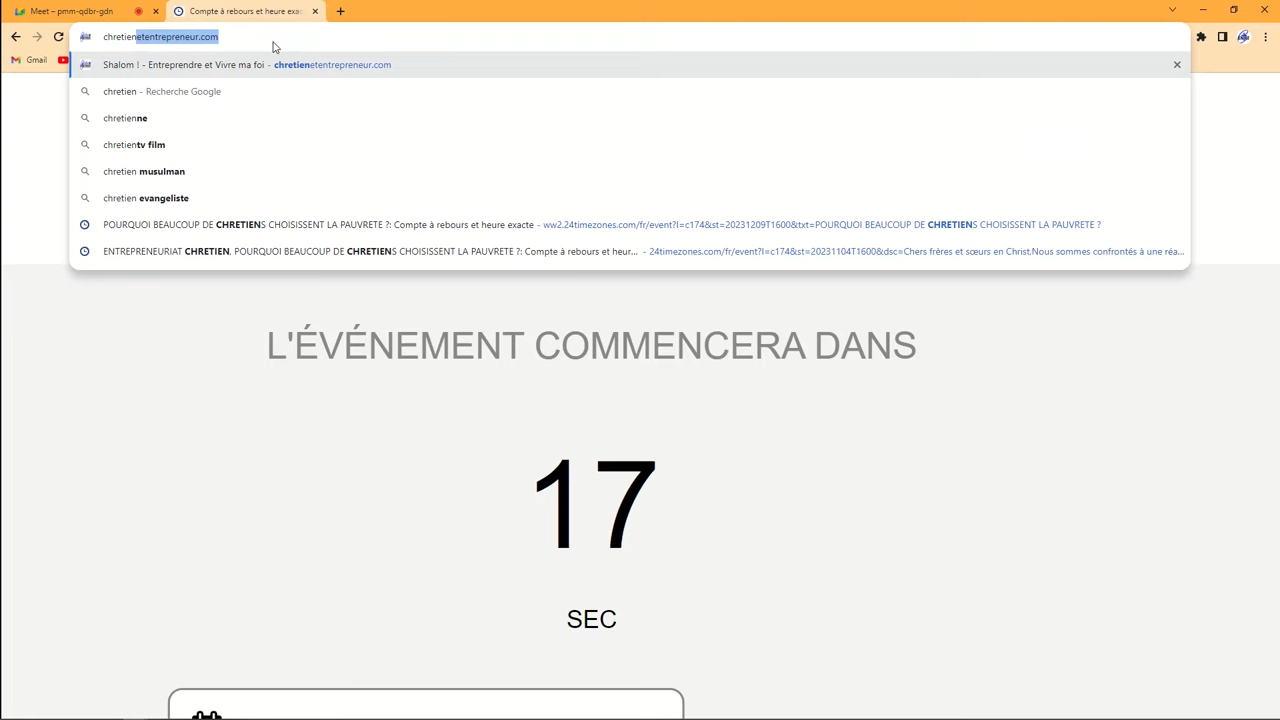 Meet – pmm-qdbr-gdn
Compte à rebours et heure exac
chretienetentrepreneur.com
Gmail
Shalom ! - Entreprendre et Vivre ma foi - chretienetentrepreneur.com
chretien - Recherche Google
chretienne
chretientv film
chretien musulman
chretien evangeliste
POURQUOI BEAUCOUP DE CHRETIENS CHOISISSENT LA PAUVRETE ?: Compte à rebours et heure exacte - ww2.24timezones.com/fr/event?l=c174&st=20231209T1600&txt=POURQUOI BEAUCOUP DE CHRETIENS CHOISISSENT LA PAUVRETE ?
ENTREPRENEURIAT CHRETIEN, POURQUOI BEAUCOUP DE CHRETIENS CHOISISSENT LA PAUVRETE ?: Compte à rebours et heur... - 24timezones.com/fr/event?l=c174&st=20231104T1600&dsc=Chers frères et sœurs en Christ,Nous sommes confrontés à une réa...
L'ÉVÉNEMENT COMMENCERA DANS
17
SEC